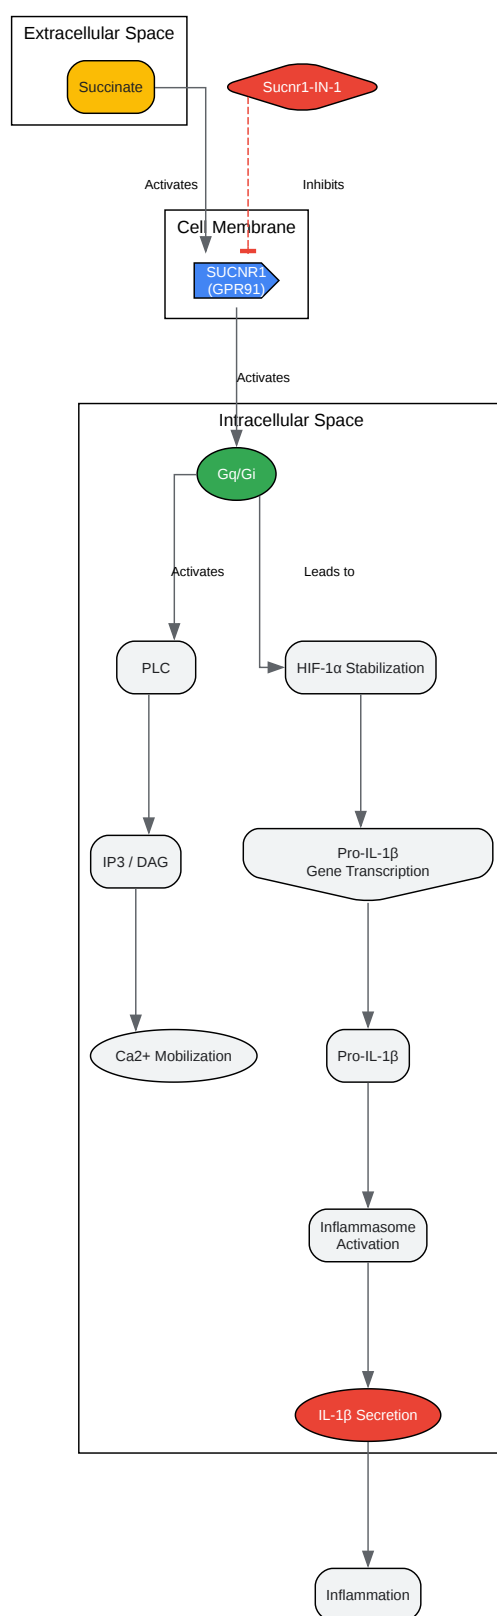 Extracellular Space
Succinate
Sucnr1-IN-1
Activates
Inhibits
Cell Membrane
SUCNR1
(GPR91)
Activates
Intracellular Space
Gq/Gi
Activates
Leads to
PLC
HIF-1α Stabilization
IP3 / DAG
Pro-IL-1β
Gene Transcription
Ca2+ Mobilization
Pro-IL-1β
Inflammasome
Activation
IL-1β Secretion
Inflammation